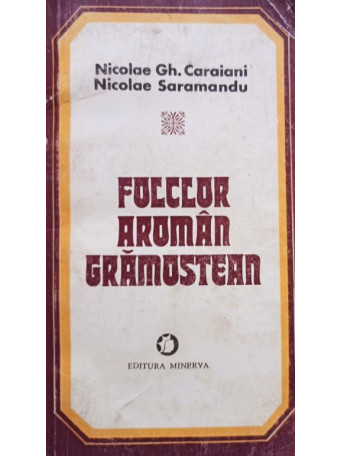 Nicolae Gh. Caraiani
Nicolae Saramandu
FOLCLOR
AROMÂN
GRĂMOSTEAN
EDITURA MINERVA